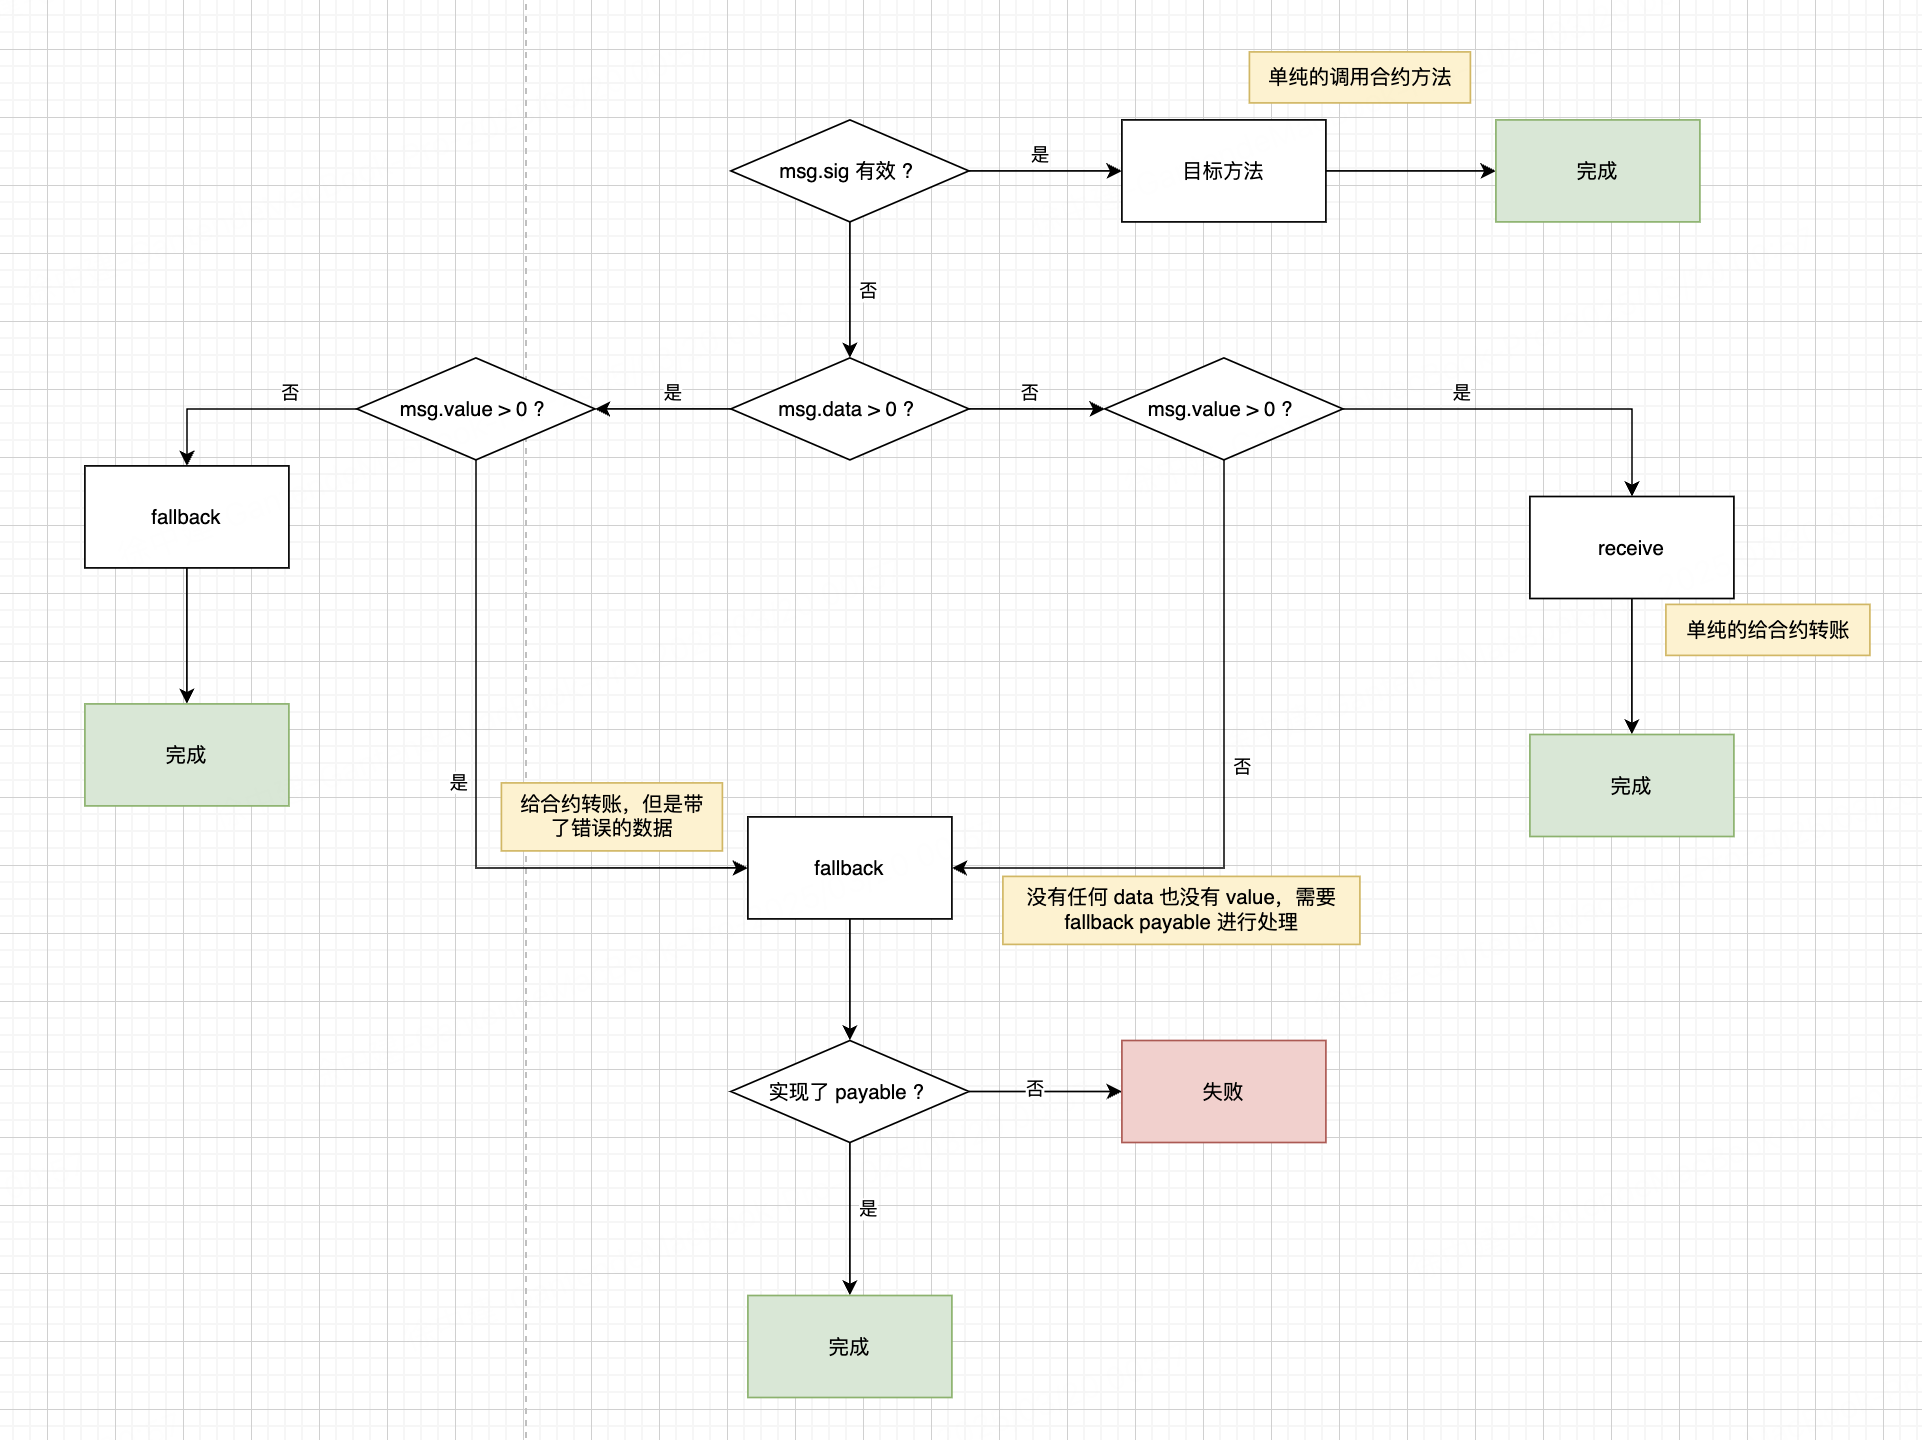 单纯的调用合约方法
msg.sig 有效？
是
目标方法
完成
否
否
msg.value > 0 ?
是
msg.data > 0 ?
否
msg.value > 0 ?
是
fallback
receive
单纯的给合约转账
完成
完成
是
给合约转账，但是带
了错误的数据
否
fallback
没有任何 data 也没有 value，需要
fallback payable 进行处理
实现了 payable？
否
失败
是
完成